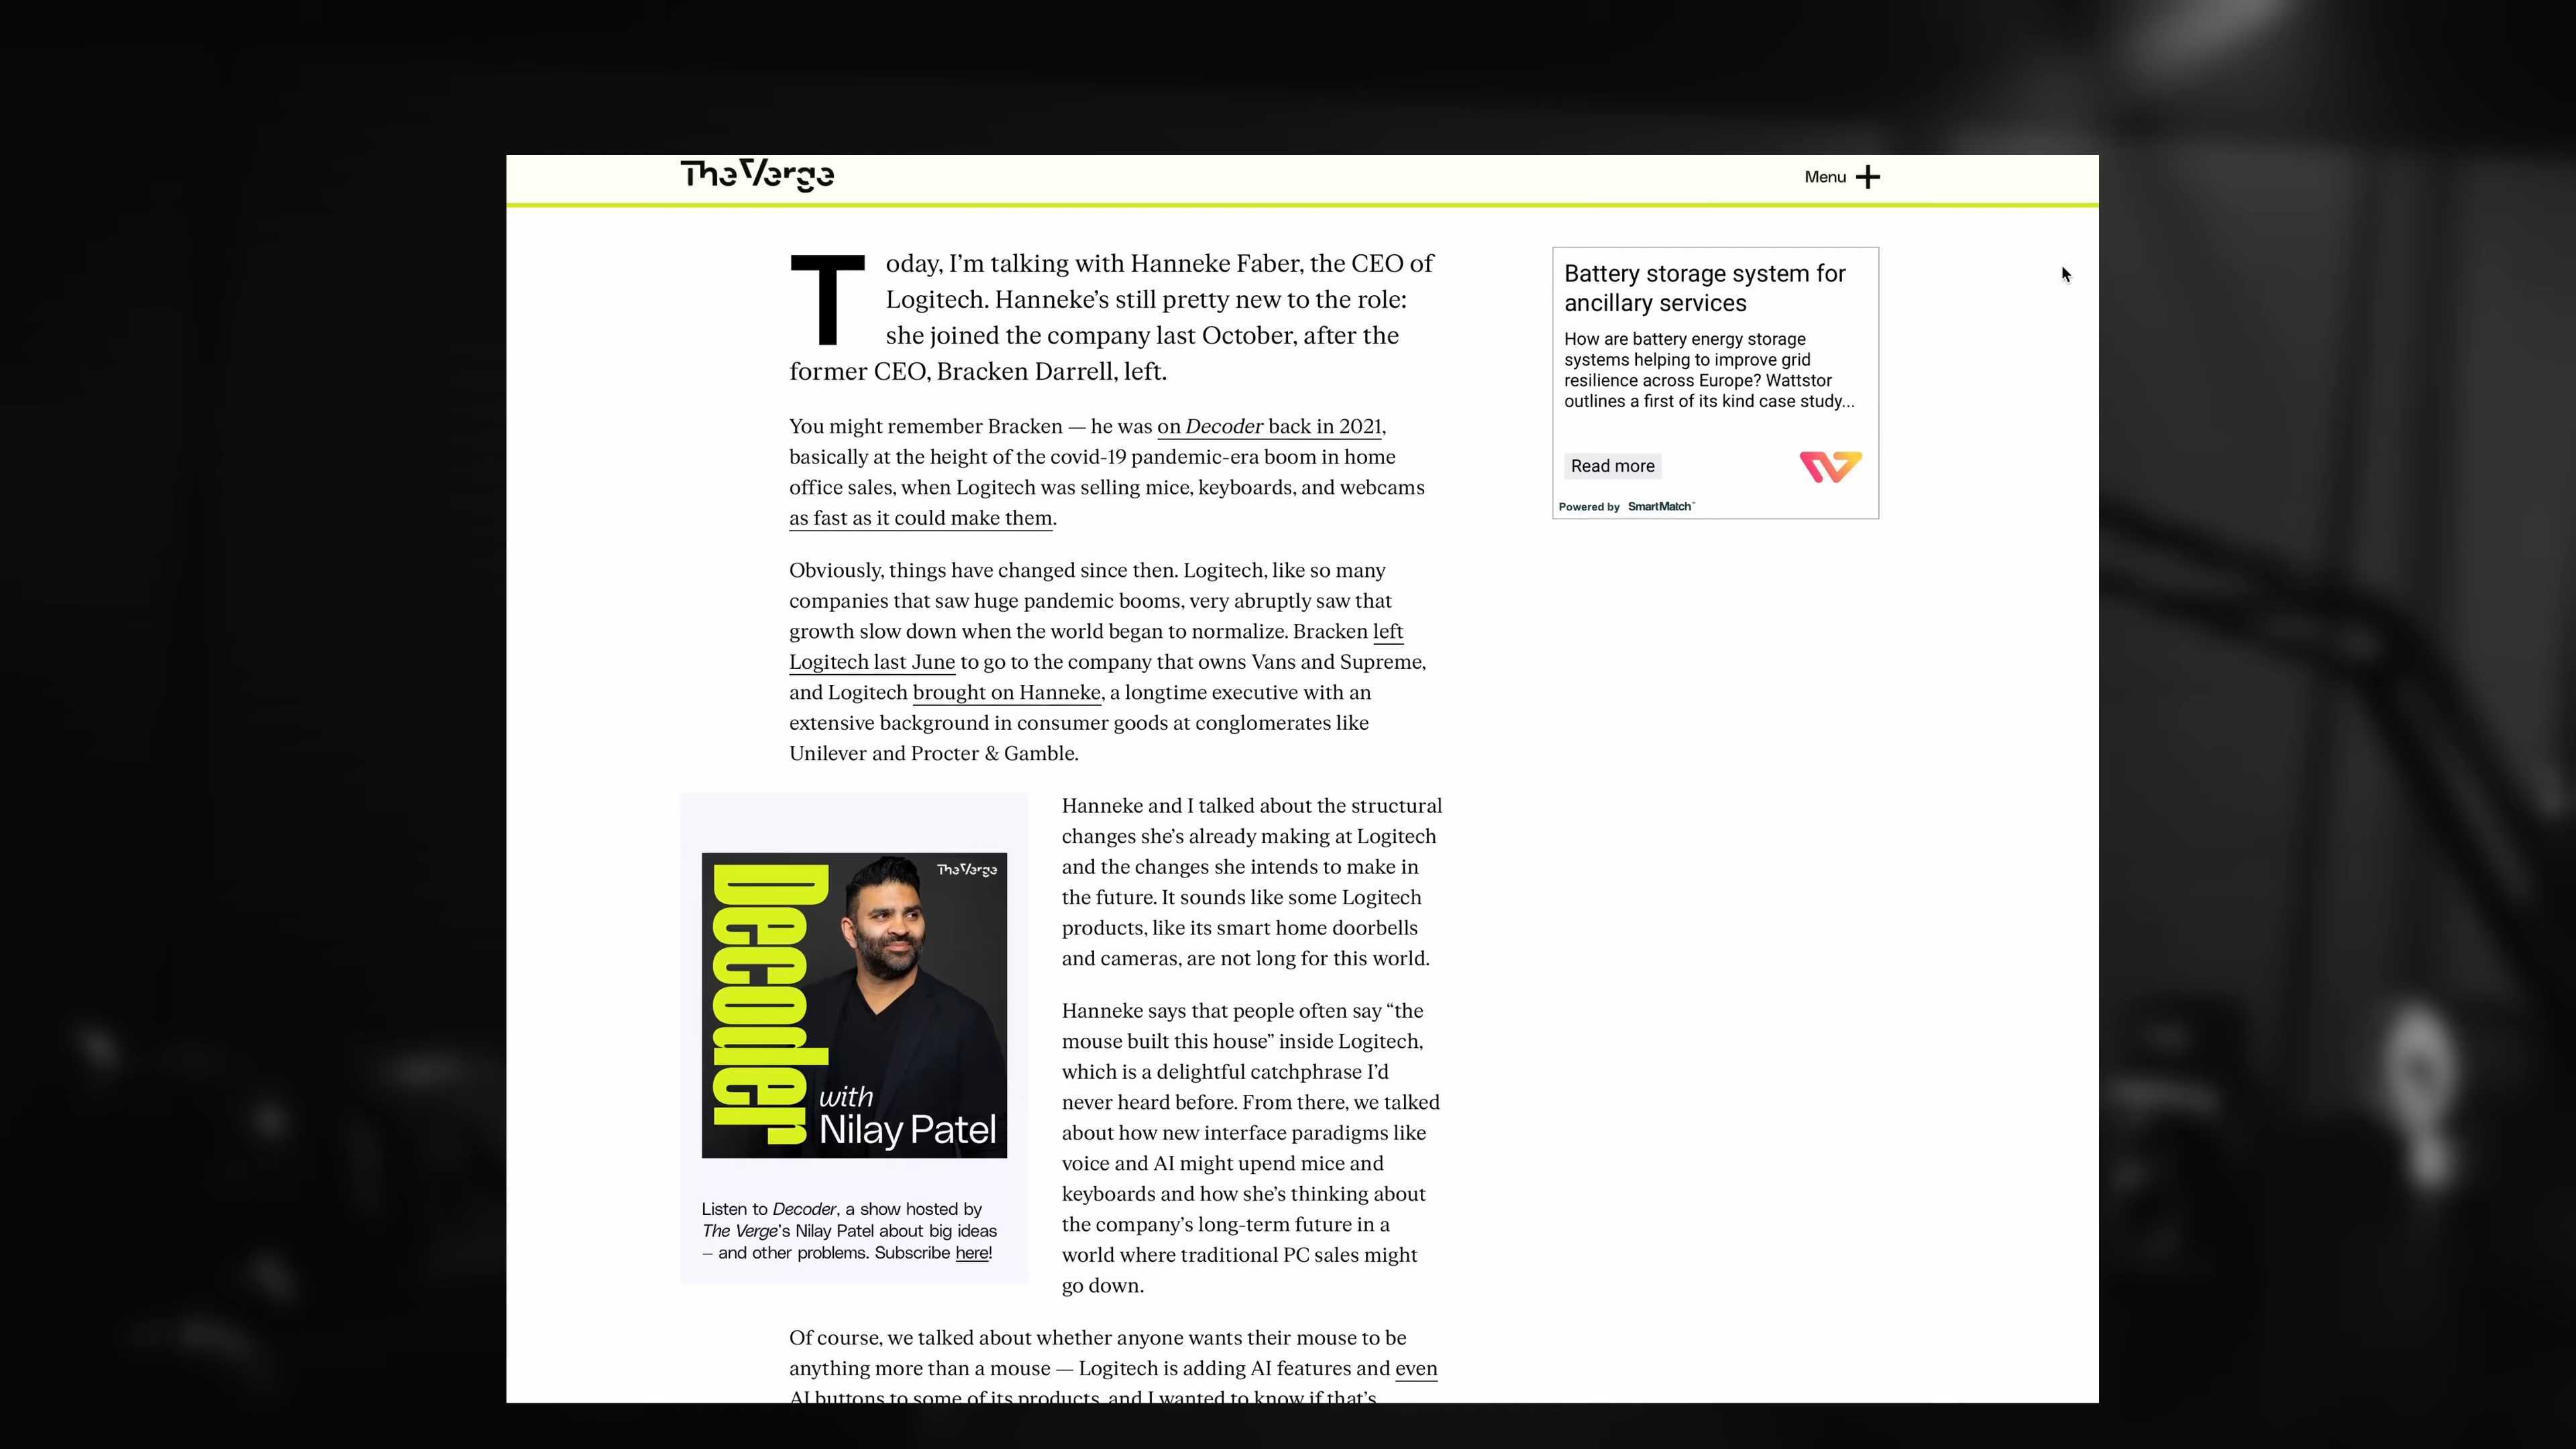 The Verge
Menu
Today, I’m talking with Hanneke Faber, the CEO of
Logitech. Hanneke’s still pretty new to the role:
she joined the company last October, after the
former CEO, Bracken Darrell, left.
You might remember Bracken — he was on Decoder back in 2021,
basically at the height of the covid-19 pandemic-era boom in home
office sales, when Logitech was selling mice, keyboards, and webcams
as fast as it could make them.
Obviously, things have changed since then. Logitech, like so many
companies that saw huge pandemic booms, very abruptly saw that
growth slow down when the world began to normalize. Bracken left
Logitech last June to go to the company that owns Vans and Supreme,
and Logitech brought on Hanneke, a longtime executive with an
extensive background in consumer goods at conglomerates like
Unilever and Procter & Gamble.
Hanneke and I talked about the structural
changes she’s already making at Logitech
and the changes she intends to make in
the future. It sounds like some Logitech
products, like its smart home doorbells
and cameras, are not long for this world.
Hanneke says that people often say “the
mouse built this house” inside Logitech,
which is a delightful catchphrase I’d
never heard before. From there, we talked
about how new interface paradigms like
voice and AI might upend mice and
keyboards and how she’s thinking about
the company’s long-term future in a
world where traditional PC sales might
go down.
The Verge
Decoder
with
Nilay Patel
Listen to Decoder, a show hosted by
The Verge’s Nilay Patel about big ideas
– and other problems. Subscribe here!
Of course, we talked about whether anyone wants their mouse to be
anything more than a mouse — Logitech is adding AI features and even
AI buttons to some of its products, and I wanted to know if that’s
Battery storage system for
ancillary services
How are battery energy storage
systems helping to improve grid
resilience across Europe? Wattstor
outlines a first of its kind case study...
Read more
Powered by SmartMatch™